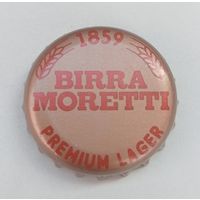 1859
BIRRA
MORETTI
PREMIUM LAGER